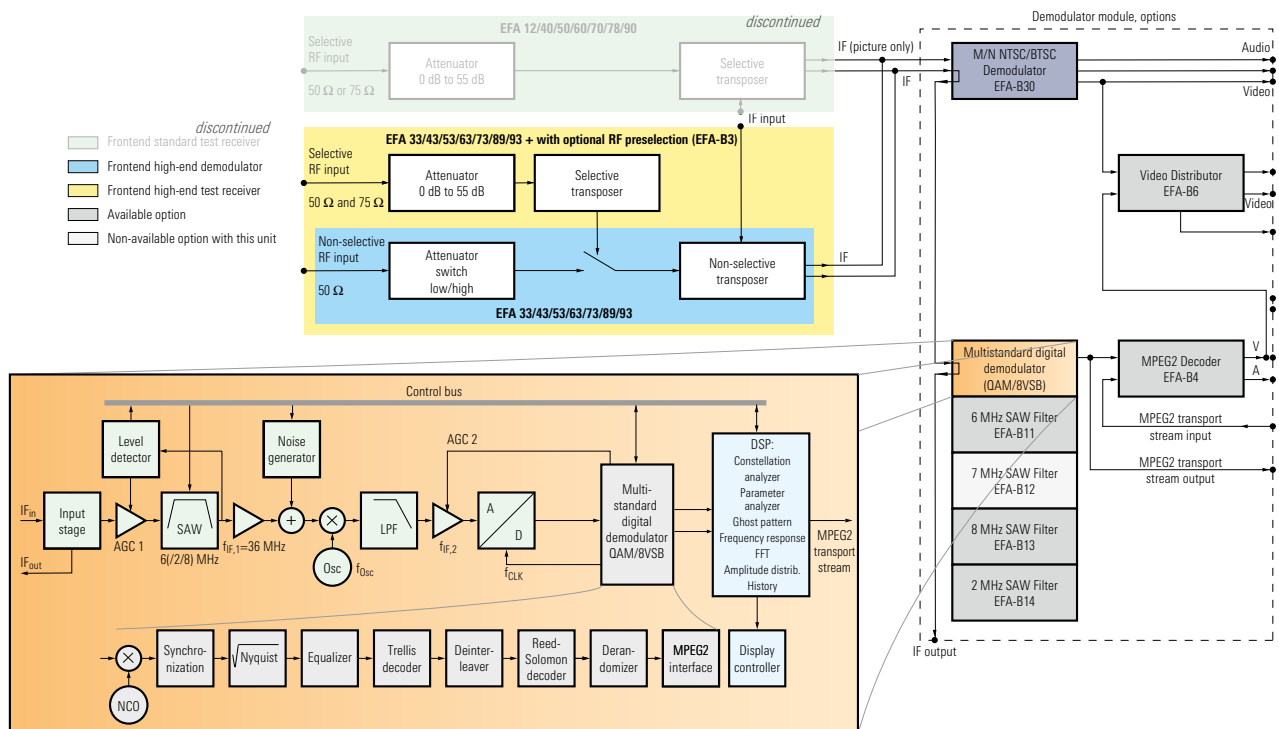 discontinued
EFA 12/40/50/60/70/78/90
Selective
RF input
50 Ω or 75 Ω
Attenuator
0 dB to 55 dB
Selective
transposer
IF (picture only)
IF
IF input
Demodulator module, options
M/N NTSC/BTSC
Demodulator
EFA-B30
Audio
Video
discontinued
Frontend standard test receiver
Frontend high-end demodulator
Frontend high-end test receiver
Available option
Non-available option with this unit
EFA 33/43/53/63/73/89/93 + with optional RF preselection (EFA-B3)
Selective
RF input
50 Ω and 75 Ω
Attenuator
0 dB to 55 dB
Selective
transposer
Non-selective
RF input
50 Ω
Attenuator
switch
low/high
Non-selective
transposer
IF
EFA 33/43/53/63/73/89/93
Video Distributor
EFA-B6
Video
Multistandard digital
demodulator
(QAM/8VSB)
MPEG2 Decoder
EFA-B4
V
A
6 MHz SAW Filter
EFA-B11
7 MHz SAW Filter
EFA-B12
8 MHz SAW Filter
EFA-B13
2 MHz SAW Filter
EFA-B14
MPEG2 transport
stream input
MPEG2 transport
stream output
IF output
Control bus
Level
detector
Noise
generator
AGC 2
IFin
Input
stage
IFout
AGC 1
SAW
6(/2/8) MHz
fIF,1=36 MHz
+
×
Osc
fOsc
LPF
fIF,2
A
D
fCLK
Multi-
standard
digital
demodulator
QAM/8VSB
DSP:
Constellation
analyzer
Parameter
analyzer
Ghost pattern
Frequency response
FFT
Amplitude distrib.
History
MPEG2
transport
stream
×
NCO
Synchro-
nization
√Nyquist
Equalizer
Trellis
decoder
Deinter-
leaver
Reed-
Solomon
decoder
Deran-
domizer
MPEG2
interface
Display
controller